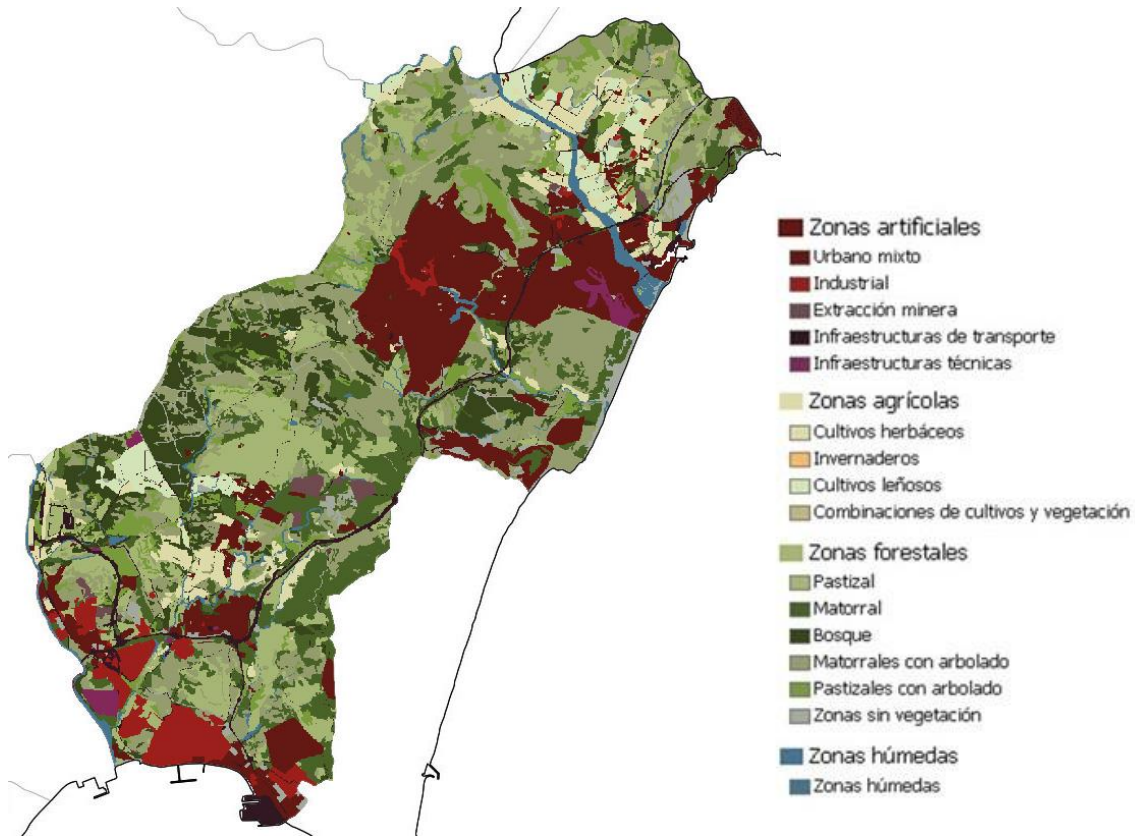 Zonas artificiales
Urbano mixto
Industrial
Extracción minera
Infraestructuras de transporte
Infraestructuras técnicas
Zonas agrícolas
Cultivos herbáceos
Invernaderos
Cultivos leñosos
Combinaciones de cultivos y vegetación
Zonas forestales
Pastizal
Matorral
Bosque
Matorrales con arbolado
Pastizales con arbolado
Zonas sin vegetación
Zonas húmedas
Zonas húmedas